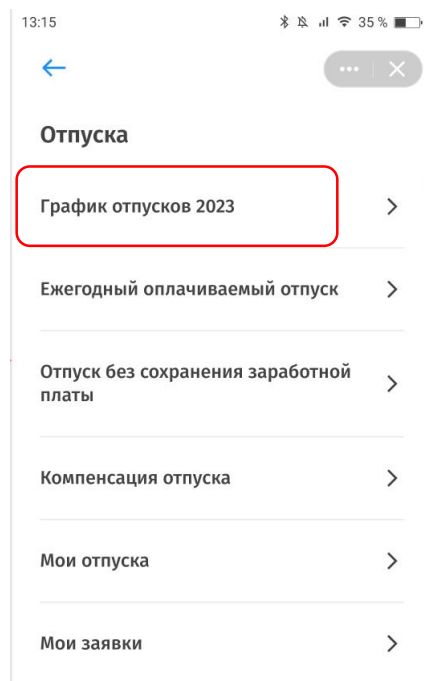 13:15
35 %
Отпуска
График отпусков 2023
Ежегодный оплачиваемый отпуск
Отпуск без сохранения заработной
платы
Компенсация отпуска
Мои отпуска
Мои заявки